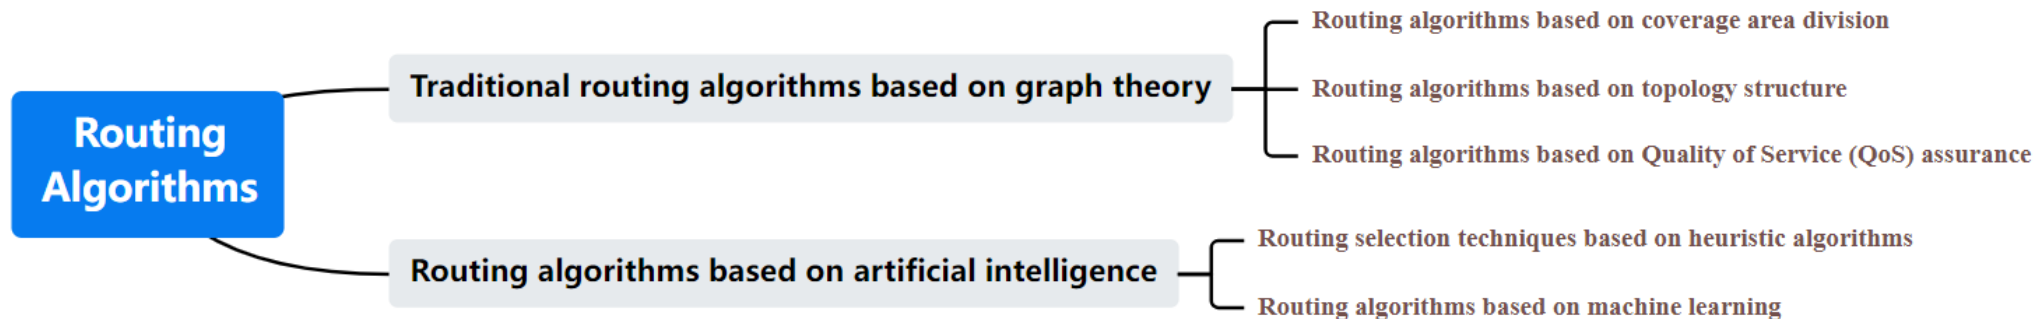 Routing
Algorithms
Traditional routing algorithms based on graph theory
Routing algorithms based on coverage area division
Routing algorithms based on topology structure
Routing algorithms based on Quality of Service (QoS) assurance
Routing algorithms based on artificial intelligence
Routing selection techniques based on heuristic algorithms
Routing algorithms based on machine learning